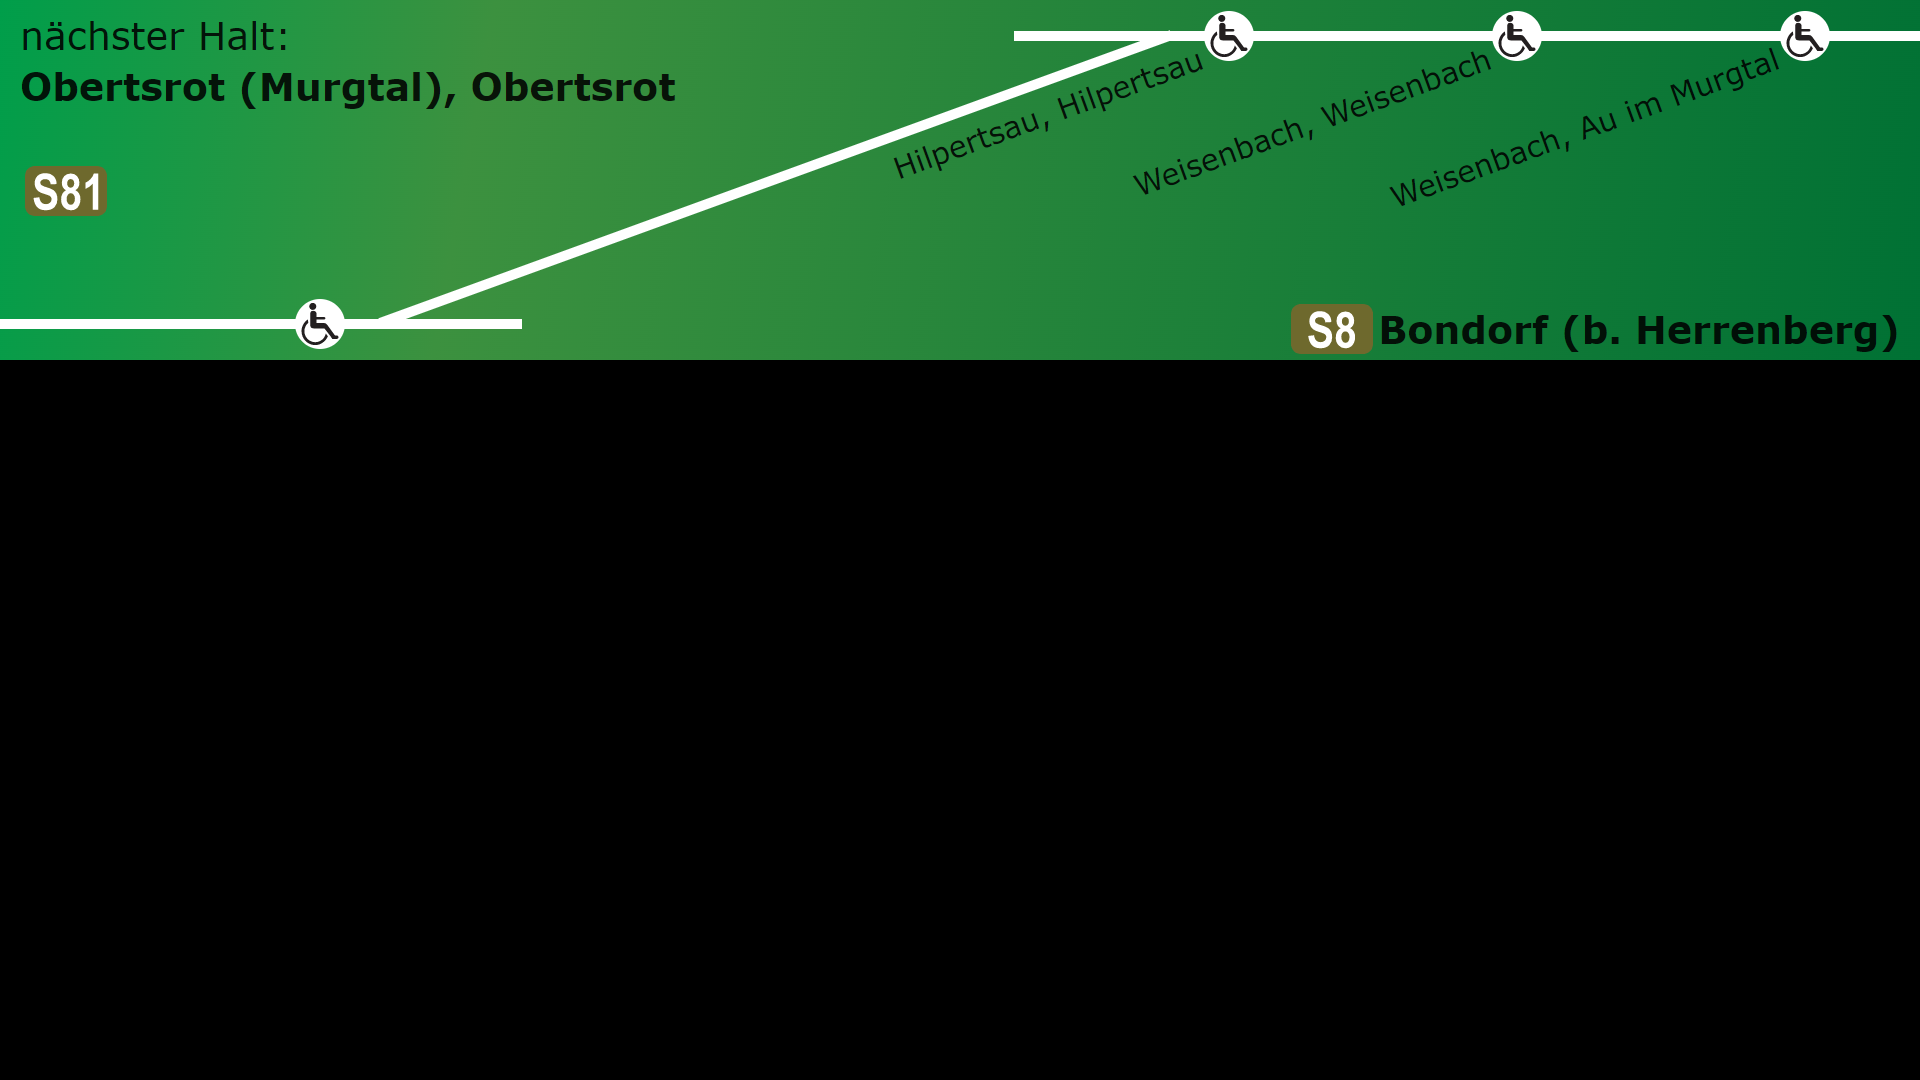 nächster Halt:
Obertsrot (Murgtal), Obertsrot
Hilpertsau, Hilpertsau
Weisenbach, Weisenbach
Weisenbach, Au im Murgtal
S81
S8 Bondorf (b. Herrenberg)